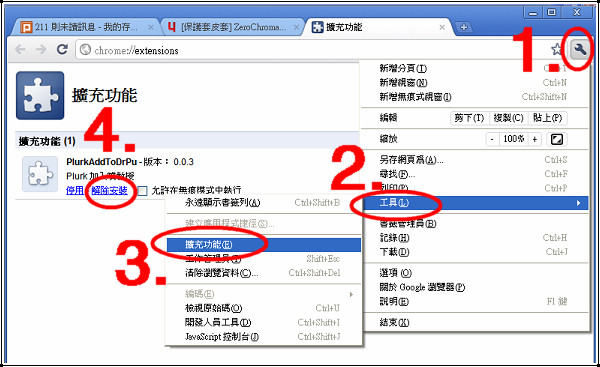 211 則未讀訊息 - 我的存...
[保護套皮套] ZeroChroma...
擴充功能
chrome://extensions
1.
擴充功能
擴充功能 (1)
4.
PlurkAddToDrPu - 版本： 0.0.3
Plurk 加入
停用 解除安裝 允許在無痕模式中執行
新增分頁(T) Ctrl+T
新增視窗(N) Ctrl+N
新增無痕式視窗(I) Ctrl+Shift+N
編輯 剪下(T) 複製(C) 貼上(P)
縮放 - 100% +
2.
另存網頁為(A)... Ctrl+S
尋找(F)... Ctrl+F
列印(P)... Ctrl+P
工具(L)
書籤管理員(B)
記錄(H) Ctrl+H
下載(D) Ctrl+J
選項(O)
關於 Google 瀏覽器(P)
說明(E) F1 鍵
結束(X)
永遠顯示書籤列(A) Ctrl+Shift+B
建立應用程式捷徑(S)...
3.
擴充功能(E)
工作管理員(T) Shift+Esc
清除瀏覽資料(C)... Ctrl+Shift+Del
編碼(E)
檢視原始碼(O) Ctrl+U
開發人員工具(D) Ctrl+Shift+I
JavaScript 控制台(J) Ctrl+Shift+J